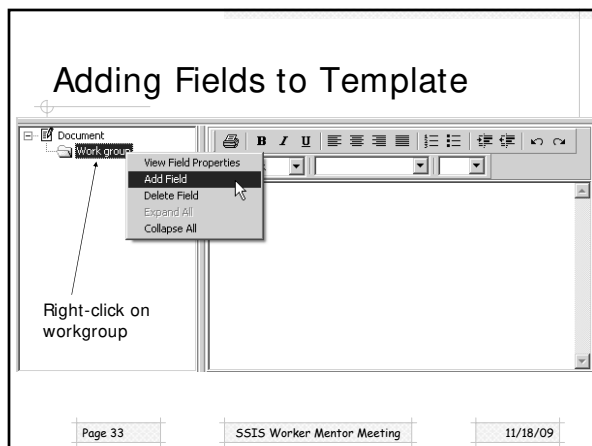 Adding Fields to Template
Document
Work group
View Field Properties
Add Field
Delete Field
Expand All
Collapse All
B I U
Right-click on
workgroup
Page 33 SSIS Worker Mentor Meeting 11/18/09